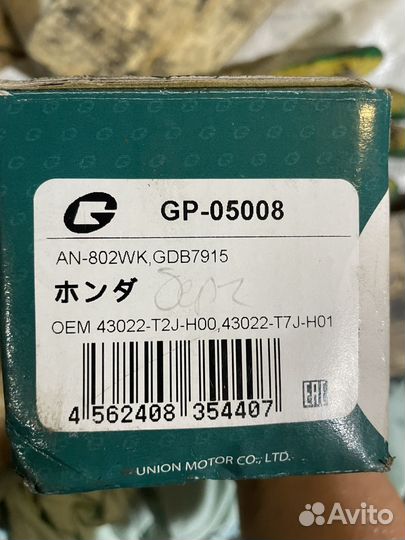 G GP-05008
AN-802WK,GDB7915
ホンダ
OEM 43022-T2J-H00,43022-T7J-H01
4 562408 354407
EAC
G-UNION MOTOR CO., LTD.
Avito